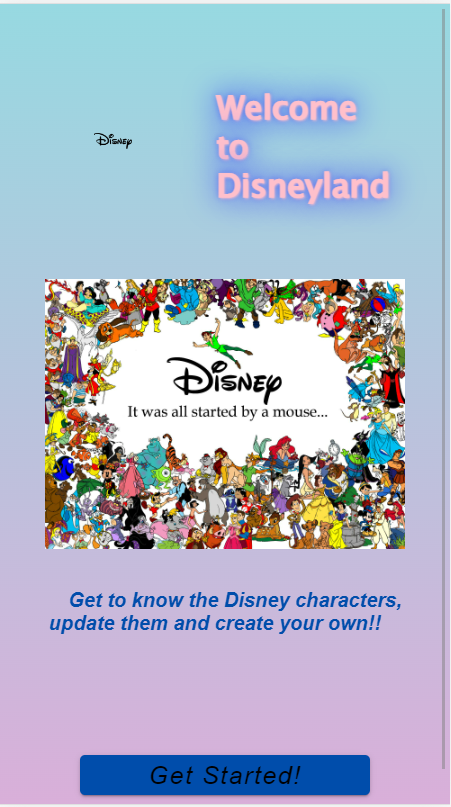 Disney
Welcome
to
Disneyland
Disney
It was all started by a mouse...
Get to know the Disney characters,
update them and create your own!!
Get Started!